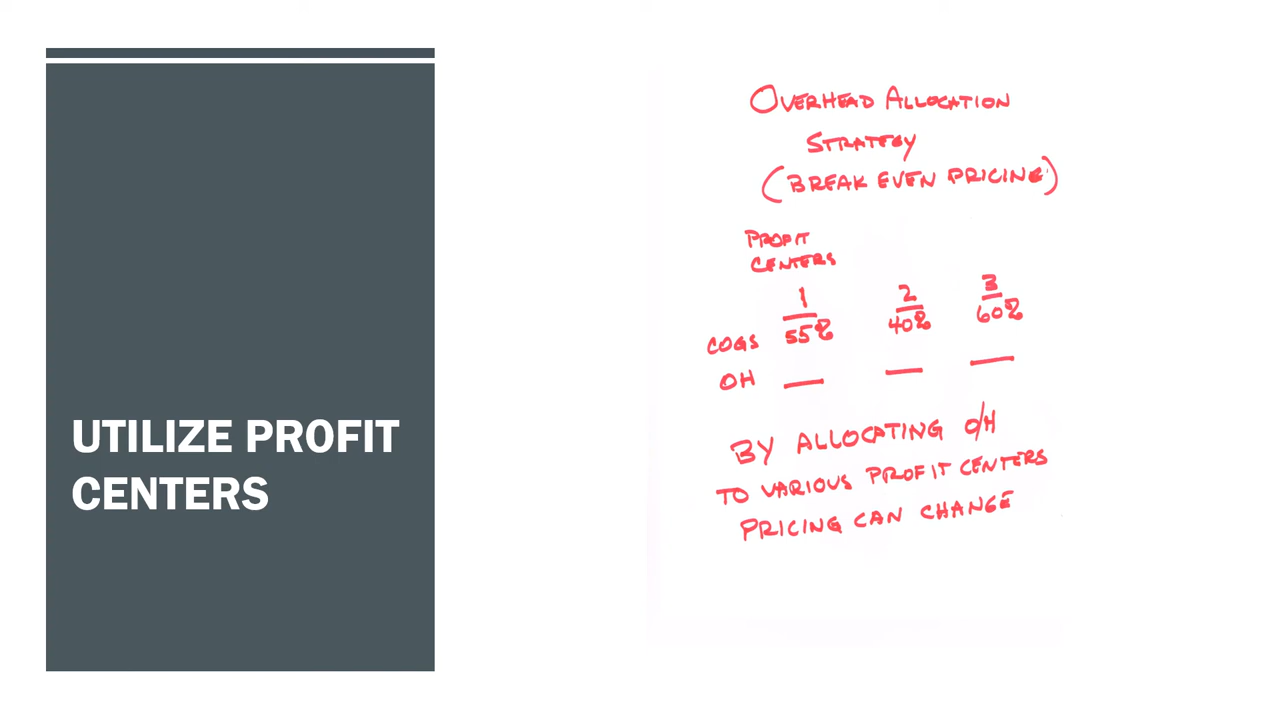 UTILIZE PROFIT
CENTERS
OVERHEAD ALLOCATION
STRATEGY
(BREAK EVEN PRICING)
PROFIT
CENTERS
1 2 3
COGS 55% 40% 60%
OH — — —
BY ALLOCATING O/H
TO VARIOUS PROFIT CENTERS
PRICING CAN CHANGE